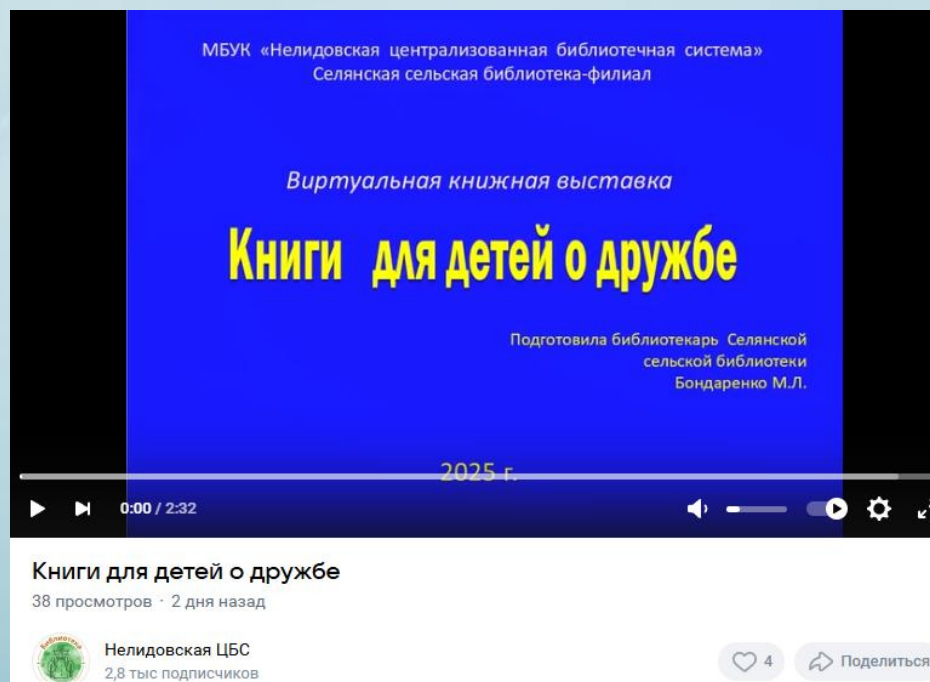 МБУК «Нелидовская централизованная библиотечная система»
Селянская сельская библиотека-филиал
Виртуальная книжная выставка
Книги для детей о дружбе
Подготовила библиотекарь Селянской
сельской библиотеки
Бондаренко М.Л.
2025 г.
0:00 / 2:32
Книги для детей о дружбе
38 просмотров · 2 дня назад
Библиотека
Нелидовская ЦБС
2,8 тыс подписчиков
4
Поделиться